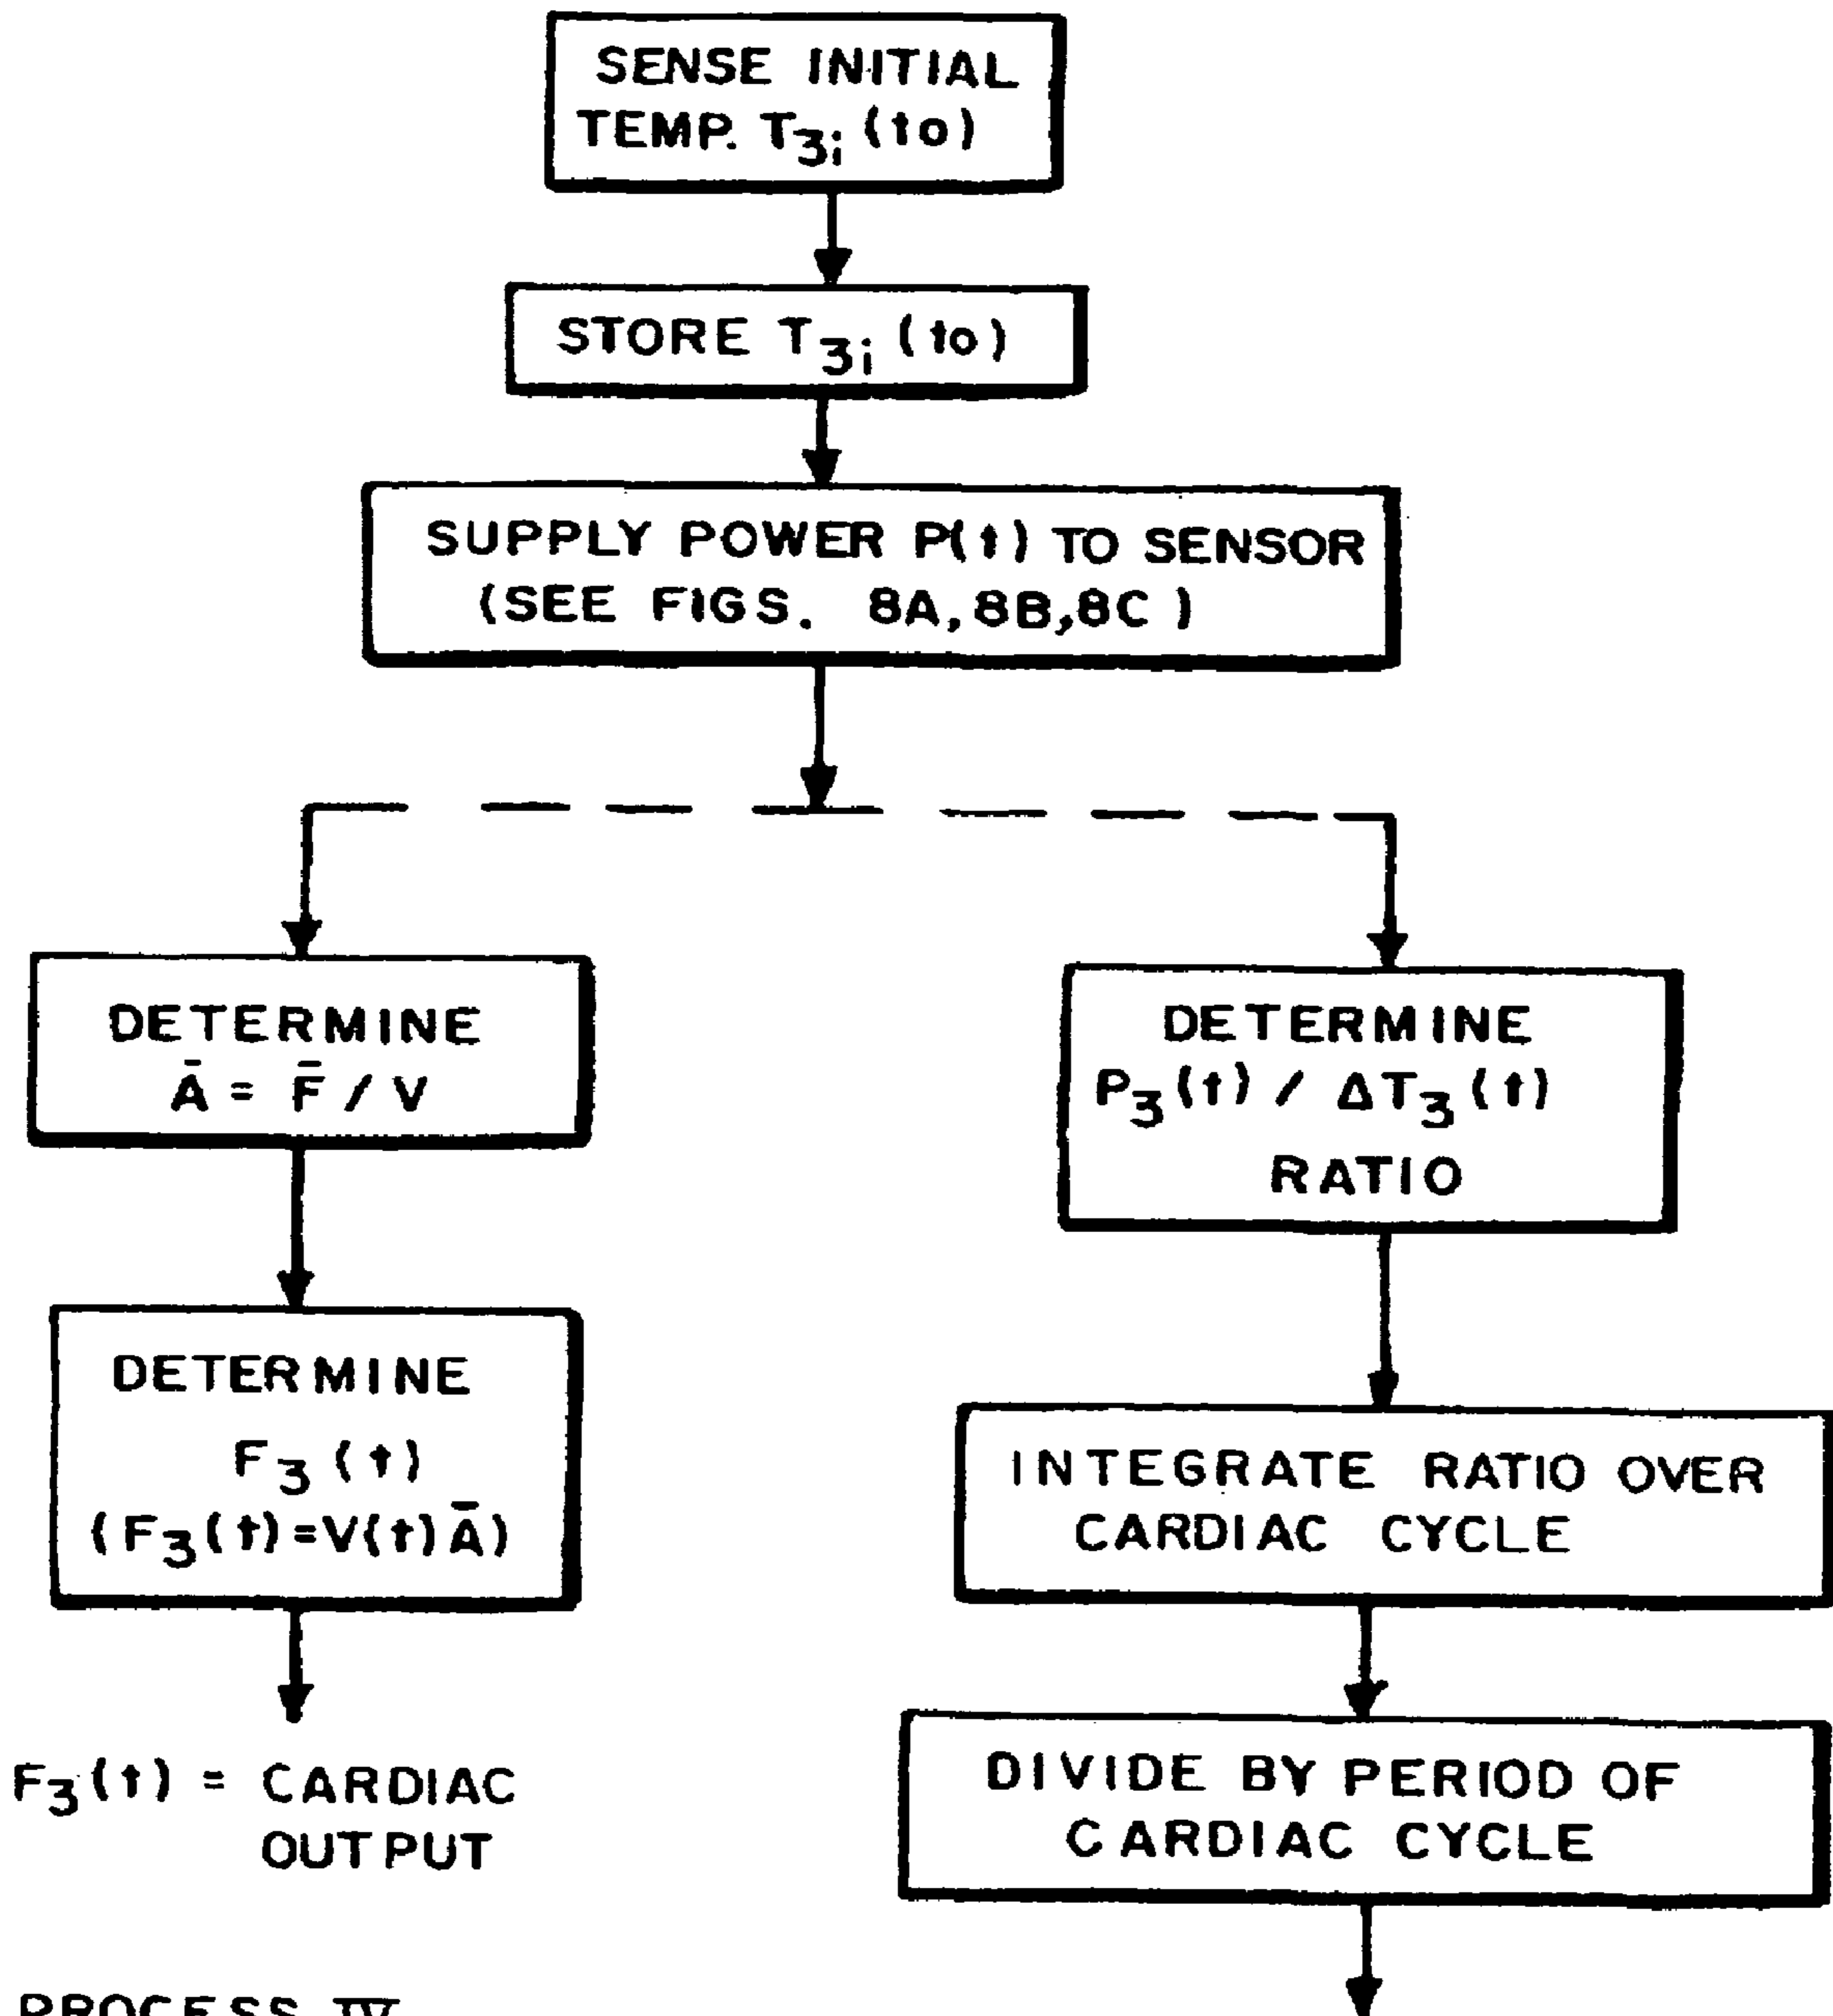 SENSE INITIAL
TEMP. T3i (to)
STORE T3i (to)
SUPPLY POWER P(t) TO SENSOR
(SEE FIGS. 8A, 8B, 8C )
DETERMINE
Ā = F̄ / V
DETERMINE
F3 (t)
(F3(t)=V(t)Ā)
F3(t) = CARDIAC
OUTPUT
DETERMINE
P3(t) / ΔT3(t)
RATIO
INTEGRATE RATIO OVER
CARDIAC CYCLE
DIVIDE BY PERIOD OF
CARDIAC CYCLE
PROCESS IV